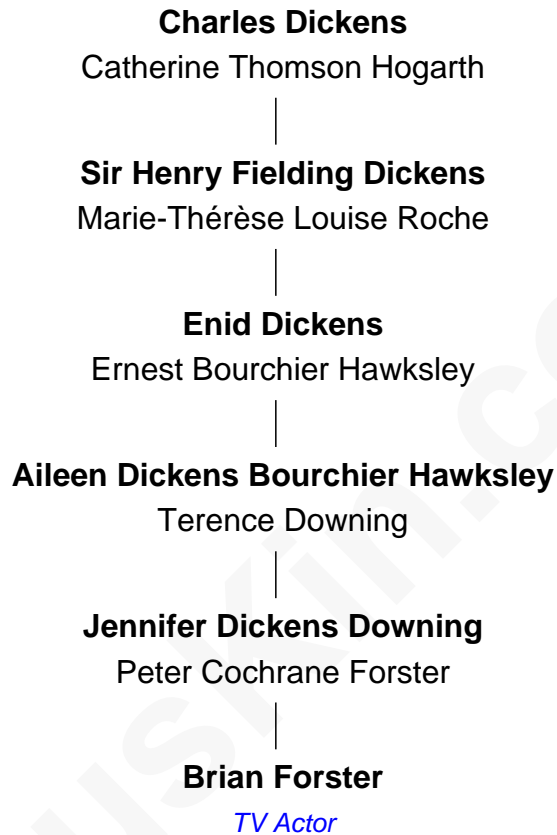 Charles Dickens
Catherine Thomson Hogarth
Sir Henry Fielding Dickens
Marie-Thérèse Louise Roche
Enid Dickens
Ernest Bourchier Hawksley
Aileen Dickens Bourchier Hawksley
Terence Downing
Jennifer Dickens Downing
Peter Cochrane Forster
Brian Forster
TV Actor